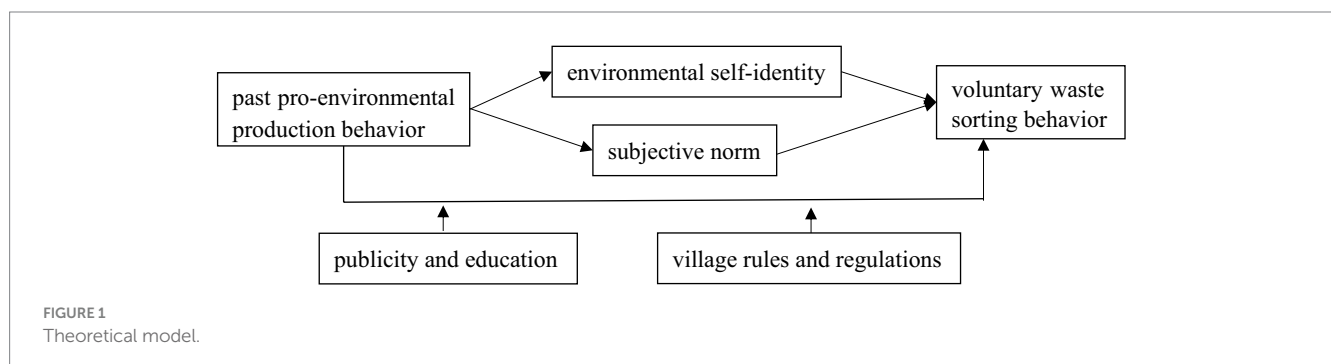 environmental self-identity
past pro-environmental
production behavior
voluntary waste
sorting behavior
subjective norm
publicity and education
village rules and regulations
FIGURE 1
Theoretical model.